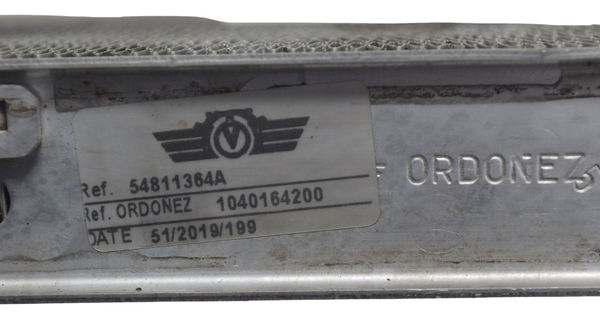 V
Ref. 54811364A
Ref. ORDONEZ 1040164200
DATE 51/2019/199
ORDONEZ